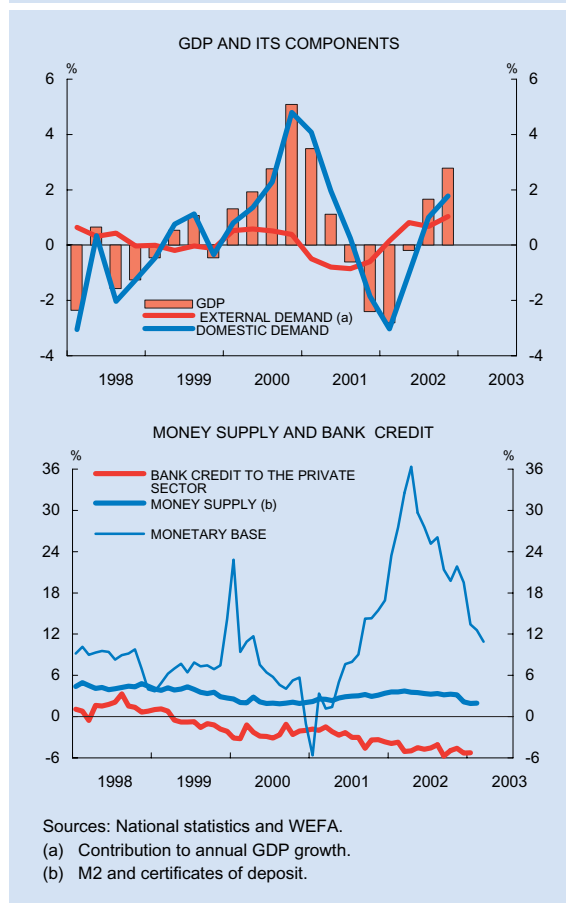 GDP AND ITS COMPONENTS
% %
6 6
4 4
2 2
0 0
-2 -2
-4 -4
GDP
EXTERNAL DEMAND (a)
DOMESTIC DEMAND
1998 1999 2000 2001 2002 2003
MONEY SUPPLY AND BANK CREDIT
% %
36 36
30 30
24 24
18 18
12 12
6 6
0 0
-6 -6
BANK CREDIT TO THE PRIVATE
SECTOR
MONEY SUPPLY (b)
MONETARY BASE
1998 1999 2000 2001 2002 2003
Sources: National statistics and WEFA.
(a) Contribution to annual GDP growth.
(b) M2 and certificates of deposit.